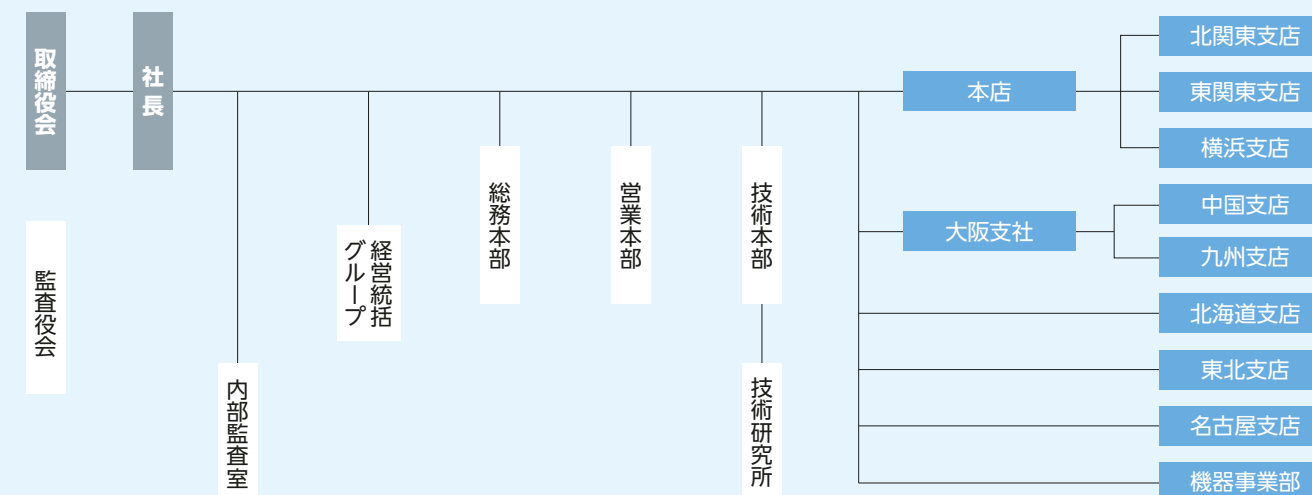 取締役会
社長
監査役会
内部監査室
経営統括
グループ
総務本部
営業本部
技術本部
技術研究所
本店
北関東支店
東関東支店
横浜支店
大阪支社
中国支店
九州支店
北海道支店
東北支店
名古屋支店
機器事業部